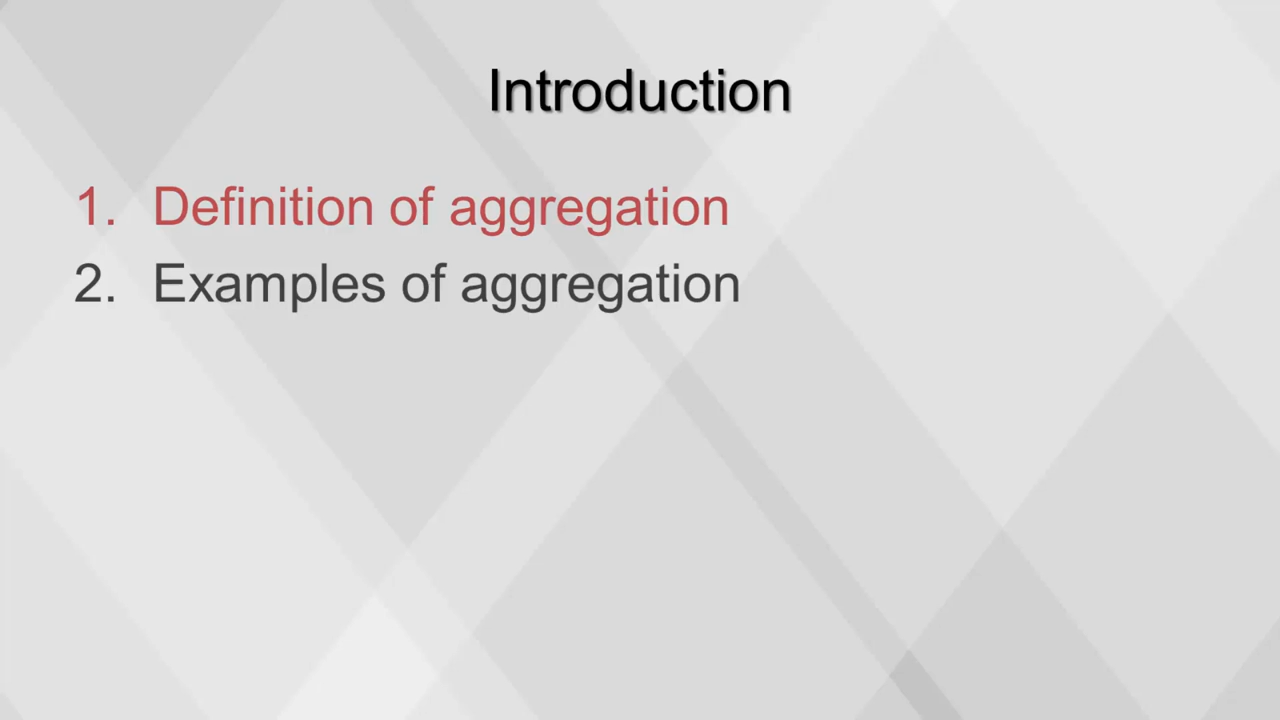 Introduction
1. Definition of aggregation
2. Examples of aggregation